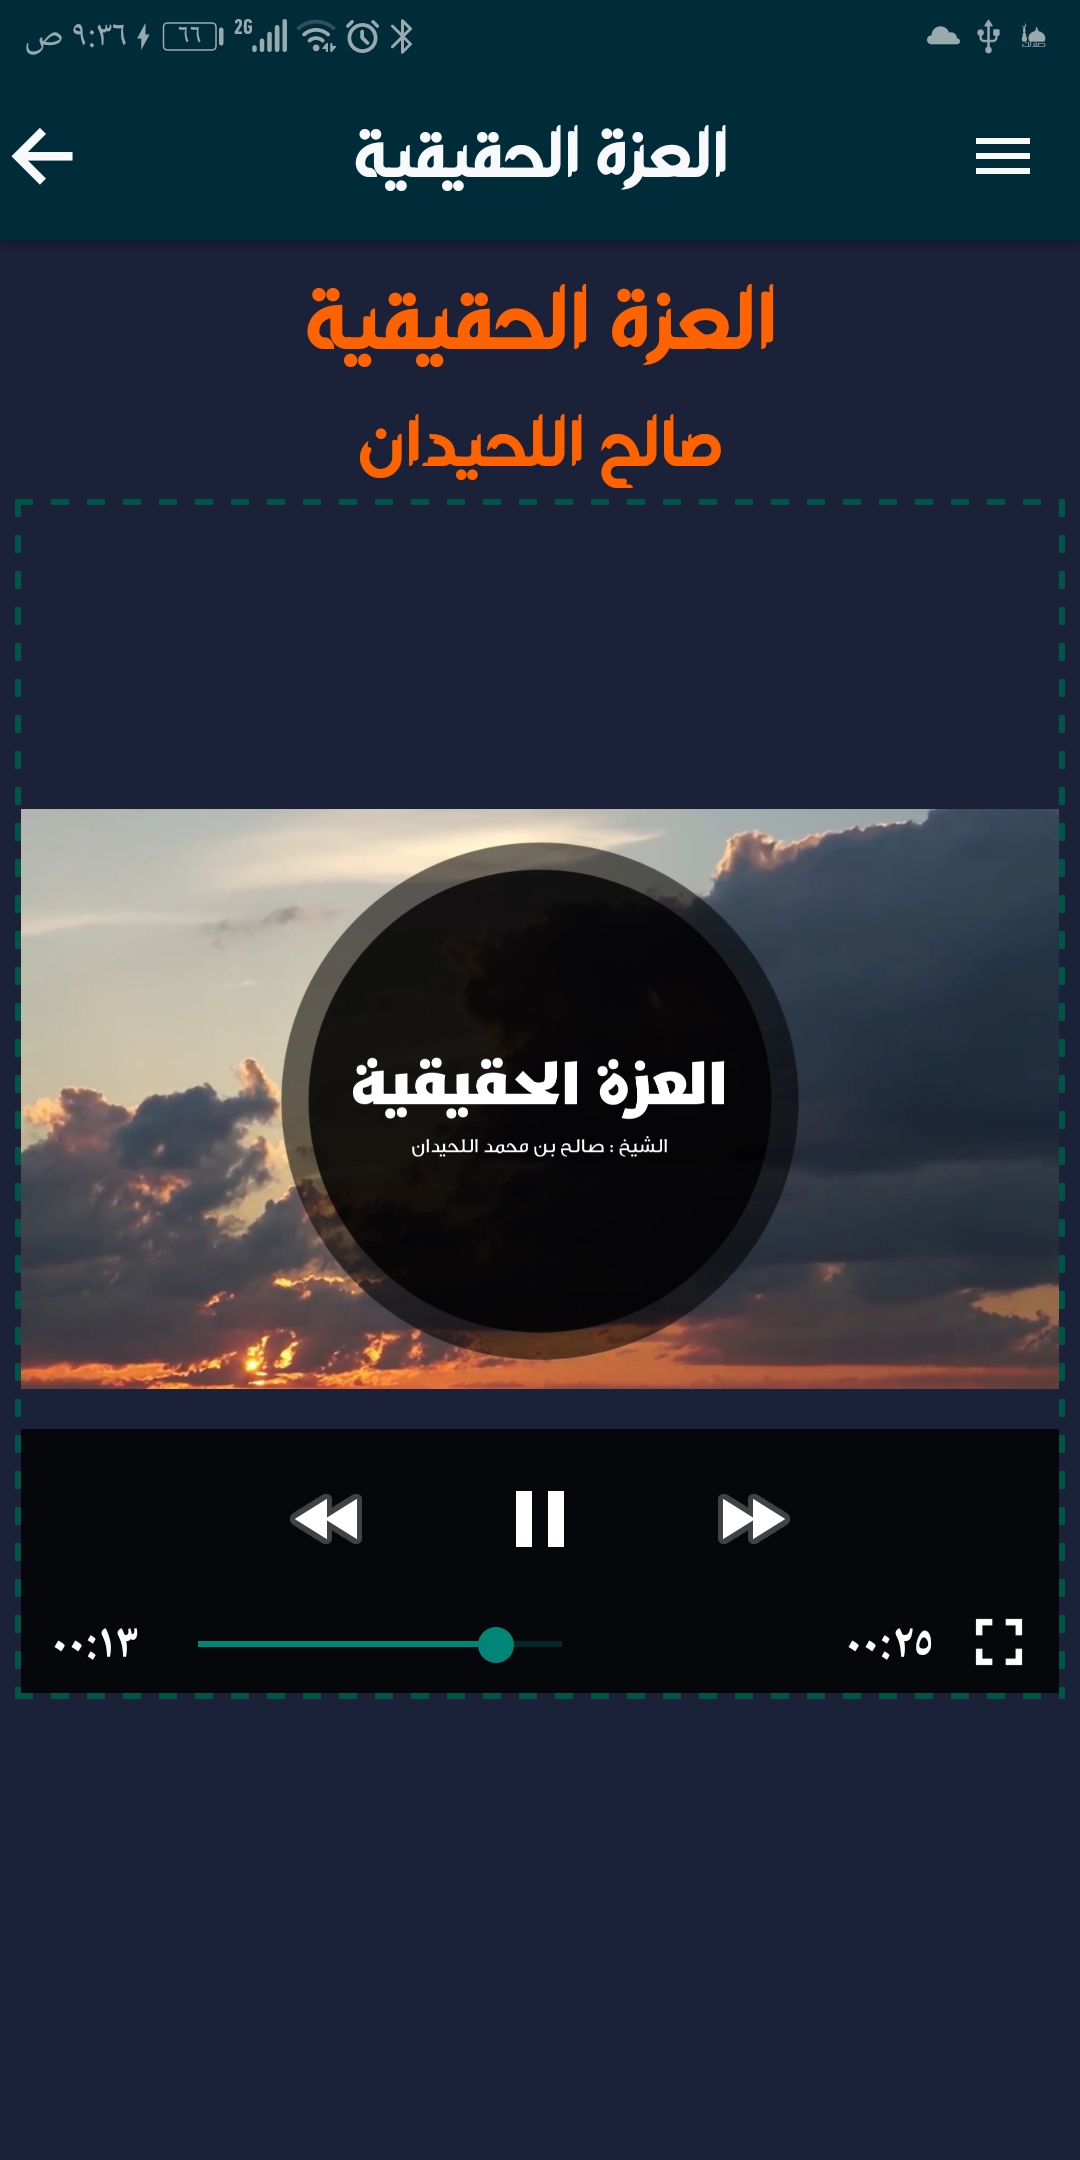 ٩:٣٦ ص
٦٦
2G
العزة الحقيقية
العزة الحقيقية
صالح اللحيدان
العزة الحقيقية
الشيخ : صالح بن محمد اللحيدان
٠٠:١٣
٠٠:٢٥